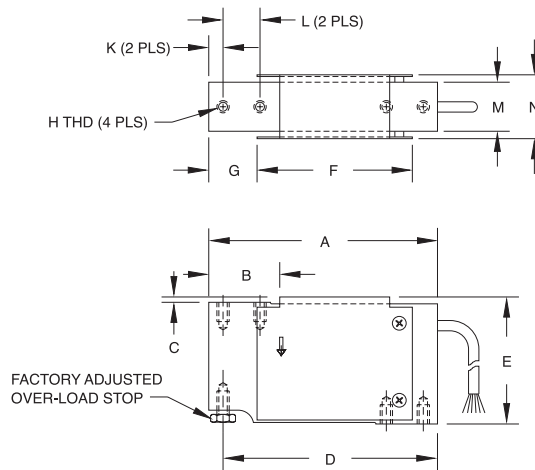 L (2 PLS)
K (2 PLS)
H THD (4 PLS)
M
N
G
F
A
B
C
E
FACTORY ADJUSTED
OVER-LOAD STOP
D